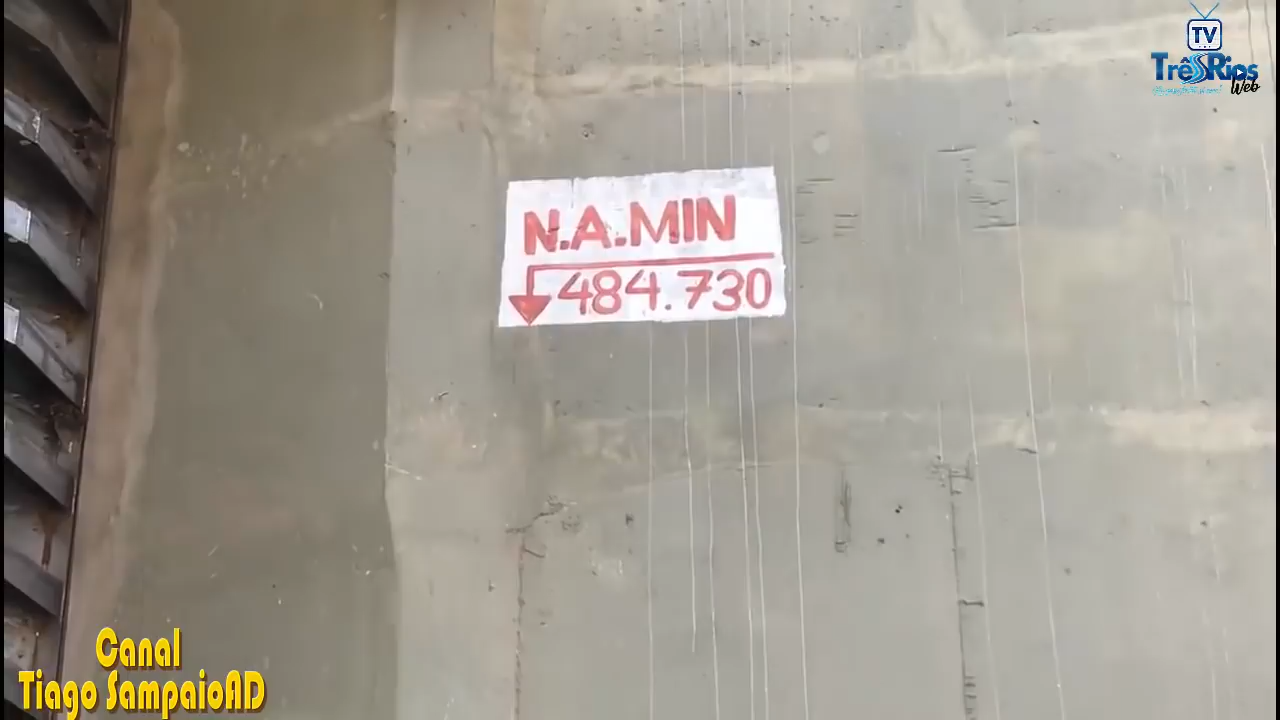 TV
TrêsRios
Web
N.A.MIN
484.730
Canal
Tiago SampaioAD